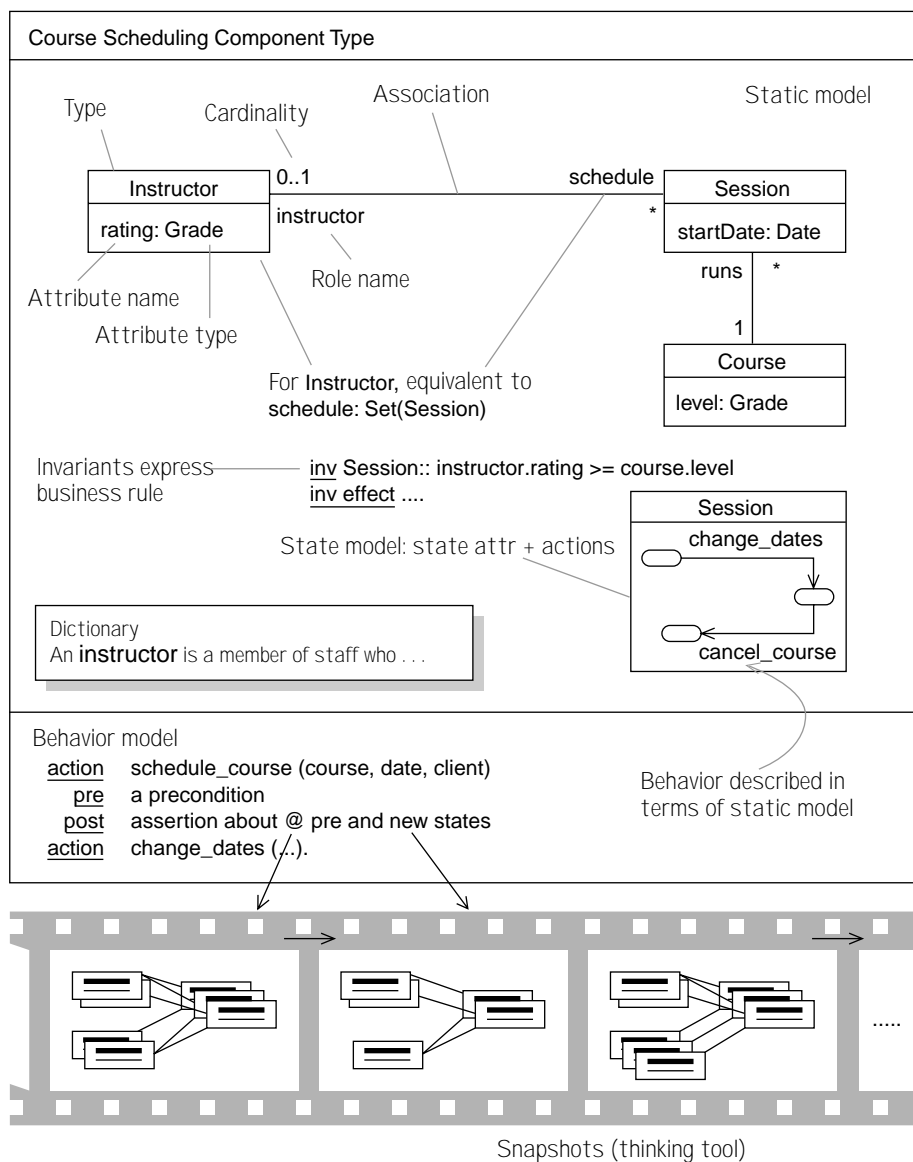 Course Scheduling Component Type
Type
Cardinality
Association
Static model
0..1
schedule
Instructor
Session
rating: Grade
instructor
*
startDate: Date
Role name
runs
*
Attribute name
Attribute type
1
Course
For Instructor, equivalent to
schedule: Set(Session)
level: Grade
Invariants express
business rule
inv Session:: instructor.rating >= course.level
inv effect ....
Session
State model: state attr + actions
change_dates
cancel_course
Dictionary
An instructor is a member of staff who . . .
Behavior model
action schedule_course (course, date, client)
pre a precondition
post assertion about @ pre and new states
action change_dates (...).
Behavior described in
terms of static model
.....
Snapshots (thinking tool)